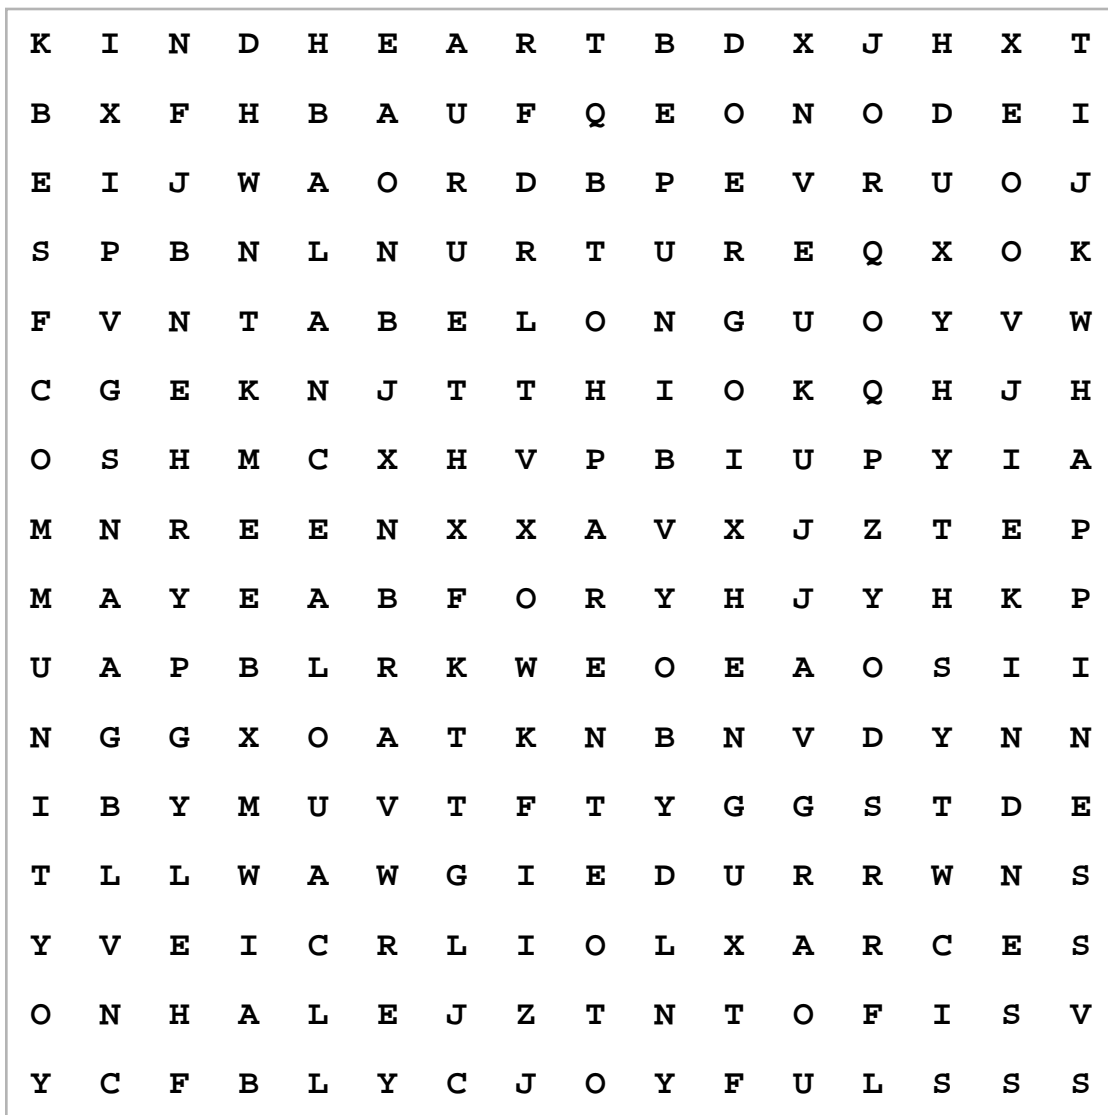 K I N D H E A R T B D X J H X T
B X F H B A U F Q E O N O D E I
E I J W A O R D B P E V R U O J
S P B N L N U R T U R E Q X O K
F V N T A B E L O N G U O Y V W
C G E K N J T T H I O K Q H J H
O S H M C X H V P B I U P Y I A
M N R E E N X X A V X J Z T E P
M A Y E A B F O R Y H J Y H K P
U A P B L R K W E O E A O S I I
N G G X O A T K N B N V D Y N N
I B Y M U V T F T Y G G S T D E
T L L W A W G I E D U R R W N S
Y V E I C R L I O L X A R C E S
O N H A L E J Z T N T O F I S V
Y C F B L Y C J O Y F U L S S S